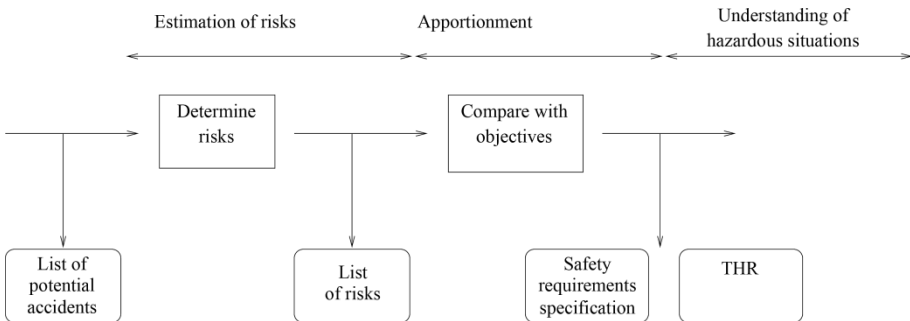 Estimation of risks
Apportionment
Understanding of
hazardous situations
Determine
risks
Compare with
objectives
List of
potential
accidents
List
of risks
Safety
requirements
specification
THR